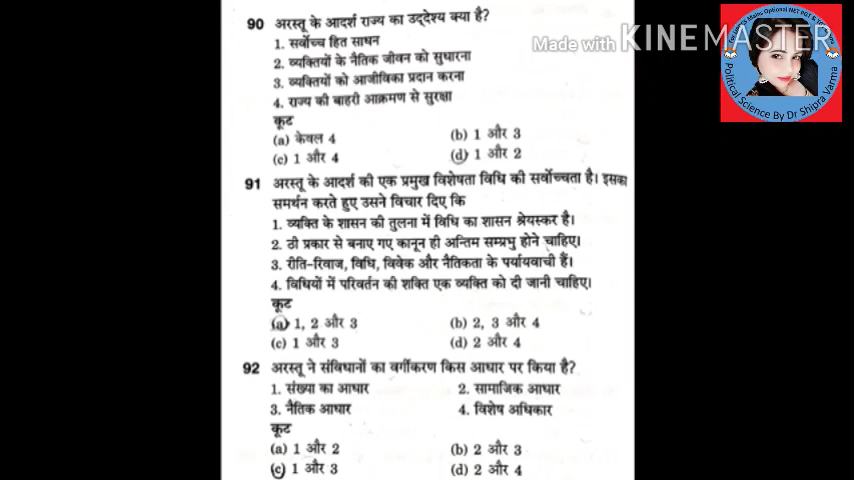 90 अरस्तू के आदर्श राज्य का उद्देश्य क्या है?
1. सर्वोच्च हित साधन
2. व्यक्तियों के नैतिक जीवन को सुधारना
3. व्यक्तियों को आजीविका प्रदान करना
4. राज्य की बाहरी आक्रमण से सुरक्षा
कूट
(a) केवल 4 (b) 1 और 3
(c) 1 और 4 (d) 1 और 2
91 अरस्तू के आदर्श की एक प्रमुख विशेषता विधि की सर्वोच्चता है। इसका
समर्थन करते हुए उसने विचार दिए कि
1. व्यक्ति के शासन की तुलना में विधि का शासन श्रेयस्कर है।
2. ठी प्रकार से बनाए गए कानून ही अन्तिम सम्प्रभु होने चाहिए।
3. रीति-रिवाज, विधि, विवेक और नैतिकता के पर्यायवाची हैं।
4. विधियों में परिवर्तन की शक्ति एक व्यक्ति को दी जानी चाहिए।
कूट
(a) 1, 2 और 3 (b) 2, 3 और 4
(c) 1 और 3 (d) 2 और 4
92 अरस्तू ने संविधानों का वर्गीकरण किस आधार पर किया है?
1. संख्या का आधार 2. सामाजिक आधार
3. नैतिक आधार 4. विशेष अधिकार
कूट
(a) 1 और 2 (b) 2 और 3
(c) 1 और 3 (d) 2 और 4
Made with KINEMASTER
Political Science By Dr Shipra Varma